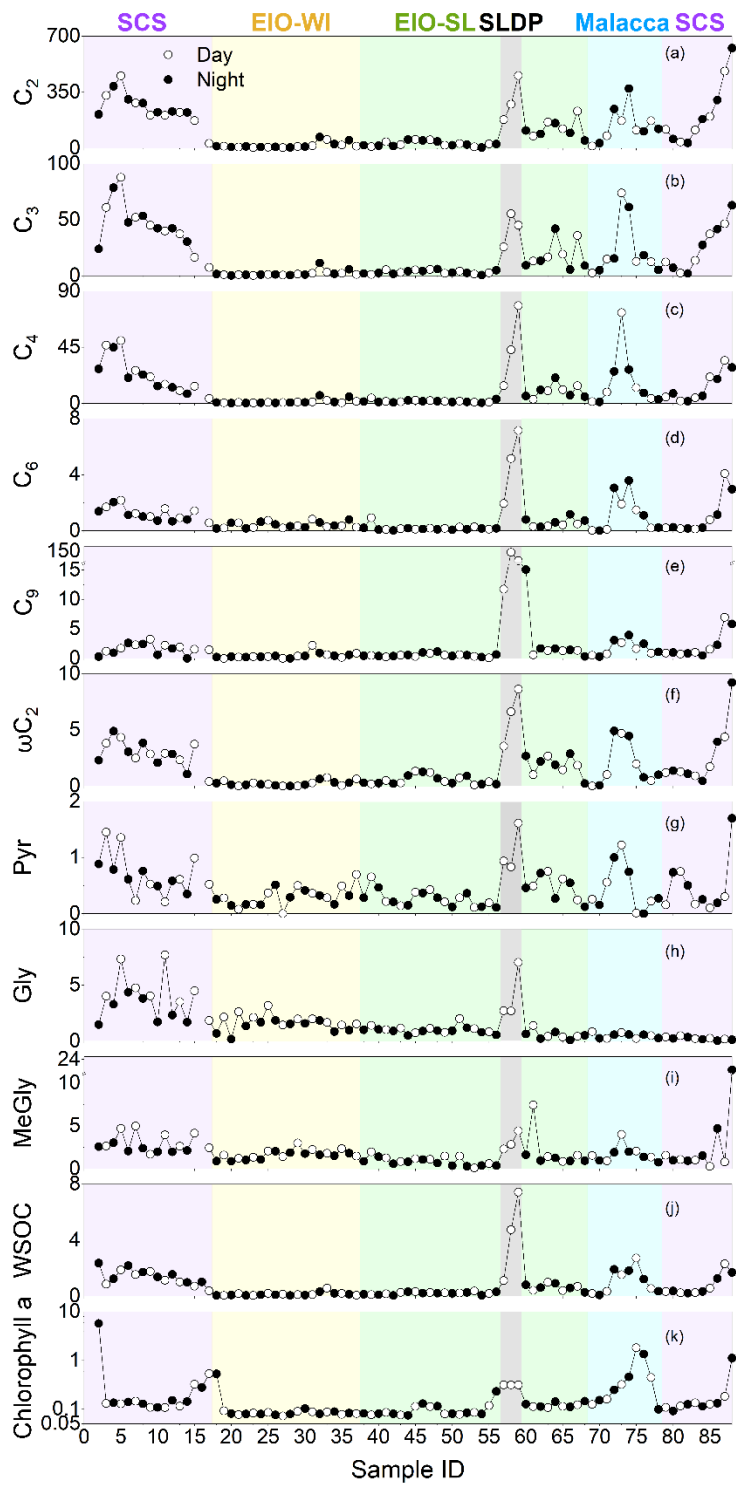 SCS EIO-WI EIO-SL SLDP Malacca SCS
700 350 0 C2 Day Night (a)
100 50 0 C3 (b)
90 45 0 C4 (c)
8 4 0 C6 (d)
150 15 10 5 0 C9 (e)
10 5 0 ωC2 (f)
2 1 0 Pyr (g)
10 5 0 Gly (h)
24 10 5 0 MeGly (i)
8 4 0 WSOC (j)
10 1 0.1 0.05 Chlorophyll a (k)
0 5 10 15 20 25 30 35 40 45 50 55 60 65 70 75 80 85
Sample ID